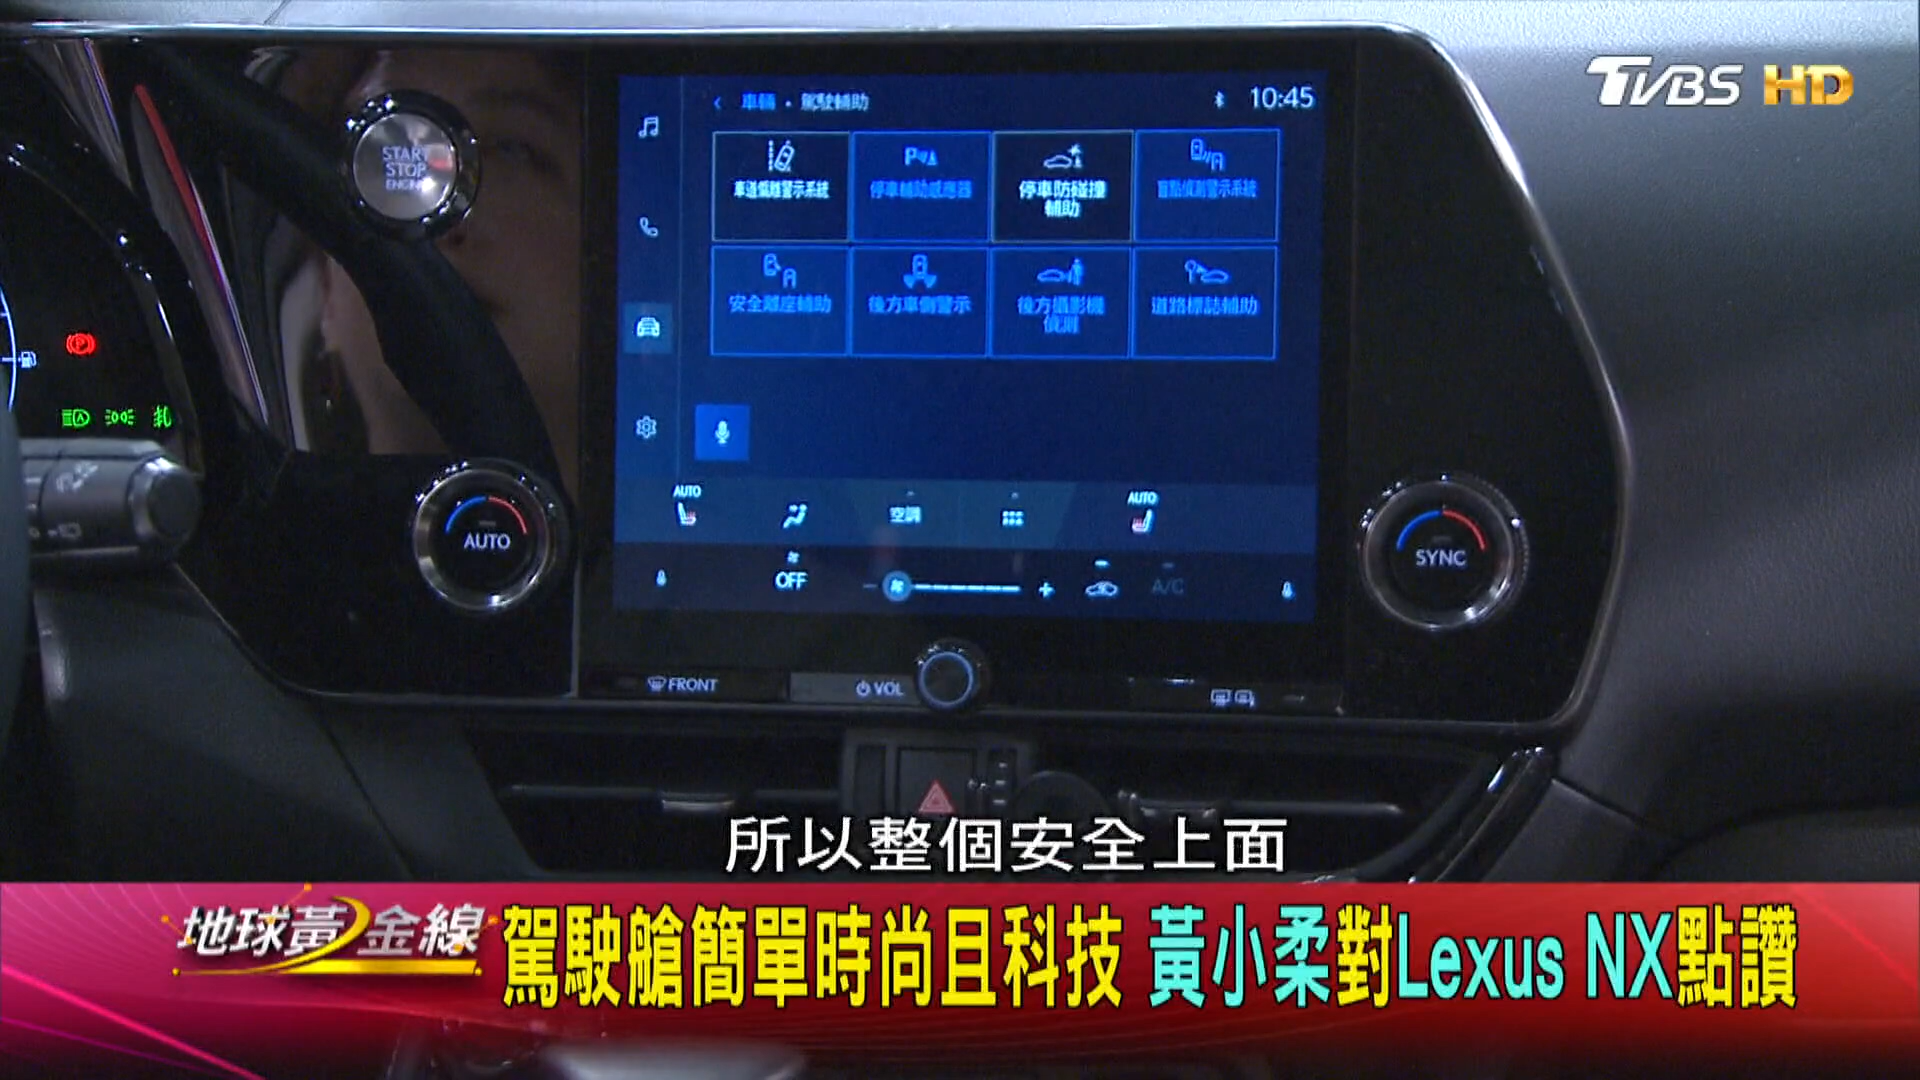 TVBS HD
START
STOP
ENGINE
車輛・駕駛輔助
10:45
車道偏離警示系統
停車輔助感應器
停車防碰撞
輔助
盲點偵測警示系統
安全離座輔助
後方車側警示
後方攝影機
偵測
道路標誌輔助
AUTO
空調
AUTO
AUTO
OFF
A/C
SYNC
FRONT
VOL
所以整個安全上面
地球黃金線
駕駛艙簡單時尚且科技 黃小柔對Lexus NX點讚